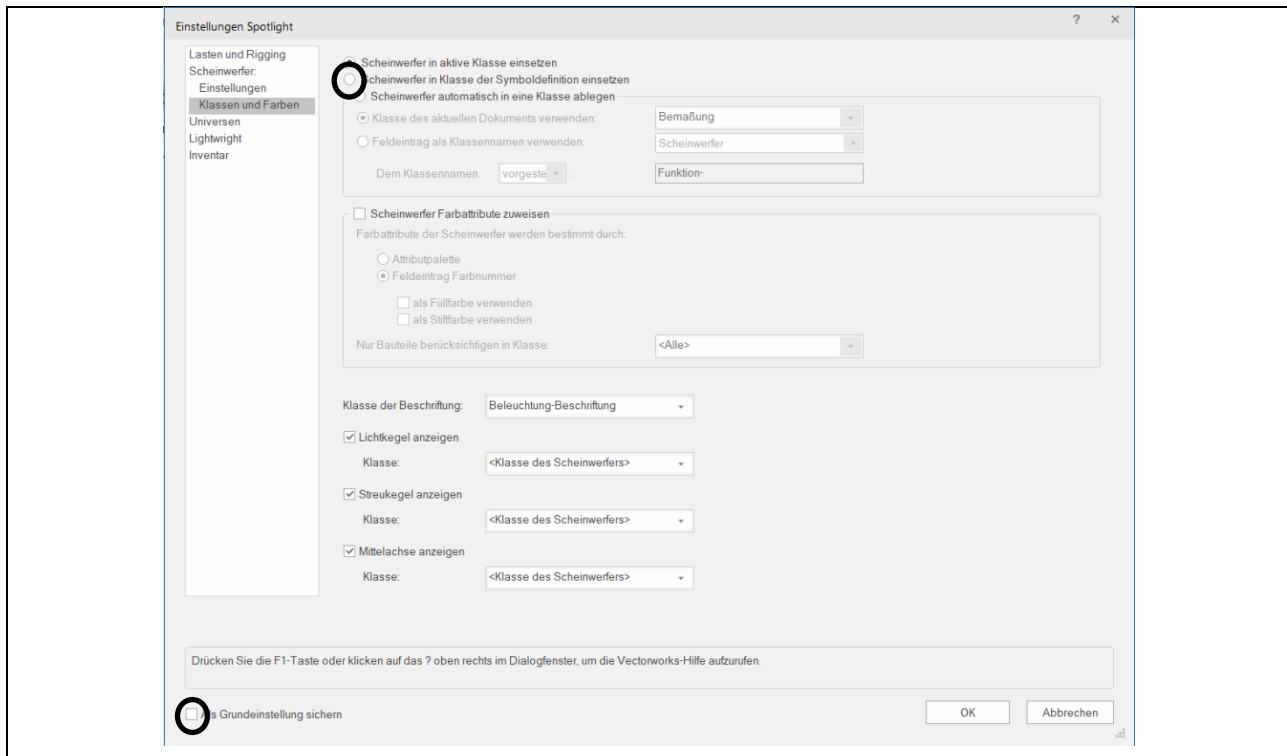 Einstellungen Spotlight
?
Lasten und Rigging
Scheinwerfer:
Einstellungen
Klassen und Farben
Universen
Lightwright
Inventar
Scheinwerfer in aktive Klasse einsetzen
Scheinwerfer in Klasse der Symboldefinition einsetzen
Scheinwerfer automatisch in eine Klasse ablegen
Klasse des aktuellen Dokuments verwenden: Bemaßung
Feldeintrag als Klassennamen verwenden: Scheinwerfer
Dem Klassennamen vorgeste : Funktion-
Scheinwerfer Farbattribute zuweisen
Farbattribute der Scheinwerfer werden bestimmt durch:
Attributpalette
Feldeintrag Farbnummer
als Füllfarbe verwenden
als Stiftfarbe verwenden
Nur Bauteile berücksichtigen in Klasse: <Alle>
Klasse der Beschriftung: Beleuchtung-Beschriftung
Lichtkegel anzeigen
Klasse: <Klasse des Scheinwerfers>
Streukegel anzeigen
Klasse: <Klasse des Scheinwerfers>
Mittelachse anzeigen
Klasse: <Klasse des Scheinwerfers>
Drücken Sie die F1-Taste oder klicken auf das ? oben rechts im Dialogfenster, um die Vectorworks-Hilfe aufzurufen.
Als Grundeinstellung sichern
OK Abbrechen